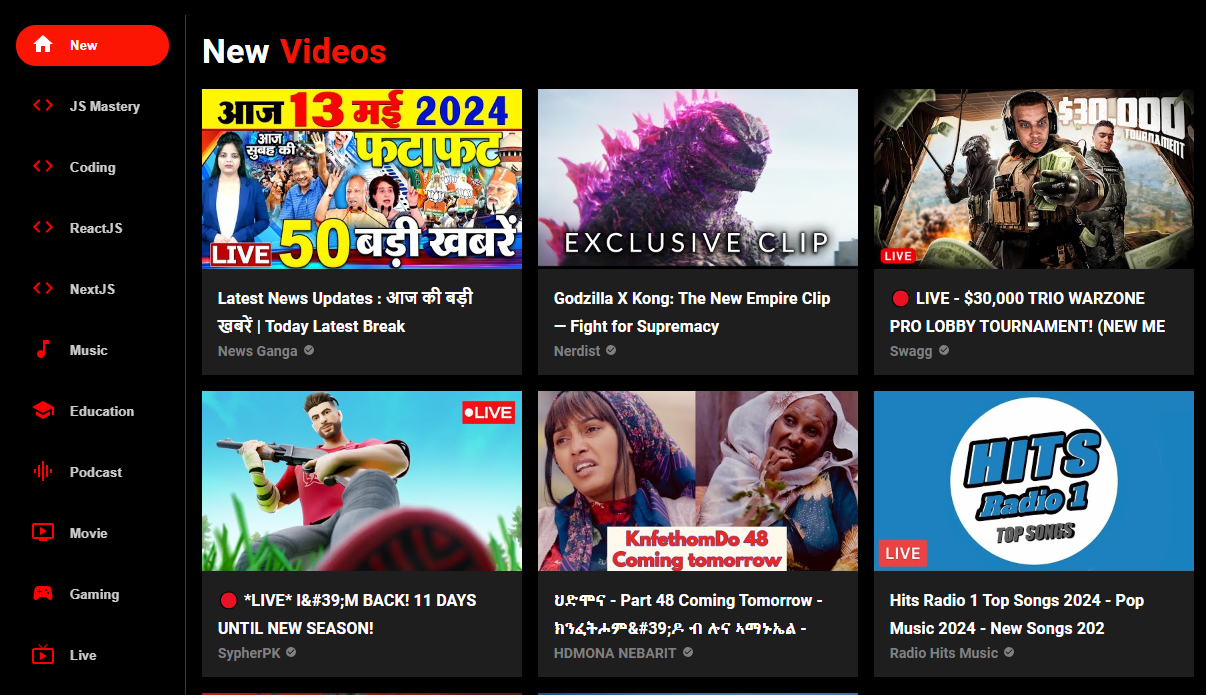 New
JS Mastery
Coding
ReactJS
NextJS
Music
Education
Podcast
Movie
Gaming
Live
New Videos
आज 13 मई 2024
आज
सुबह की
फटाफट
LIVE 50 बड़ी खबरें
Latest News Updates : आज की बड़ी
खबरें | Today Latest Break
News Ganga
EXCLUSIVE CLIP
Godzilla X Kong: The New Empire Clip
— Fight for Supremacy
Nerdist
$30,000
TOURNAMENT
LIVE
🔴 LIVE - $30,000 TRIO WARZONE
PRO LOBBY TOURNAMENT! (NEW ME
Swagg
LIVE
🔴 *LIVE* I&#39;M BACK! 11 DAYS
UNTIL NEW SEASON!
SypherPK
KnfethomDo 48
Coming tomorrow
ህድሞና - Part 48 Coming Tomorrow -
ክንፈትሖም&#39;ዶ ብ ሉና ኣማኑኤል -
HDMONA NEBARIT
HITS
Radio 1
TOP SONGS
LIVE
Hits Radio 1 Top Songs 2024 - Pop
Music 2024 - New Songs 202
Radio Hits Music